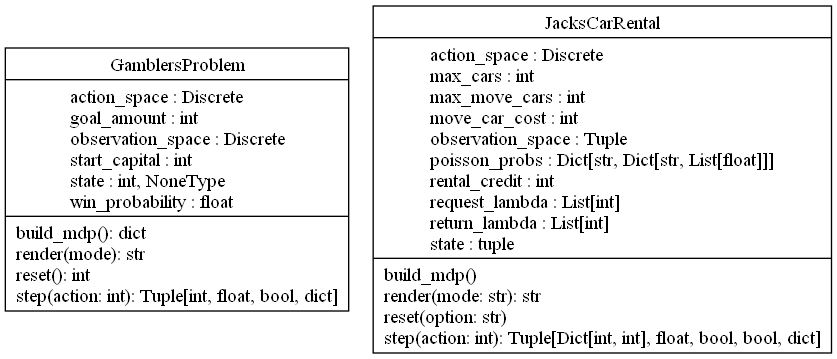 GamblersProblem
action_space : Discrete
goal_amount : int
observation_space : Discrete
start_capital : int
state : int, NoneType
win_probability : float
build_mdp(): dict
render(mode): str
reset(): int
step(action: int): Tuple[int, float, bool, dict]
JacksCarRental
action_space : Discrete
max_cars : int
max_move_cars : int
move_car_cost : int
observation_space : Tuple
poisson_probs : Dict[str, Dict[str, List[float]]]
rental_credit : int
request_lambda : List[int]
return_lambda : List[int]
state : tuple
build_mdp()
render(mode: str): str
reset(option: str)
step(action: int): Tuple[Dict[int, int], float, bool, bool, dict]